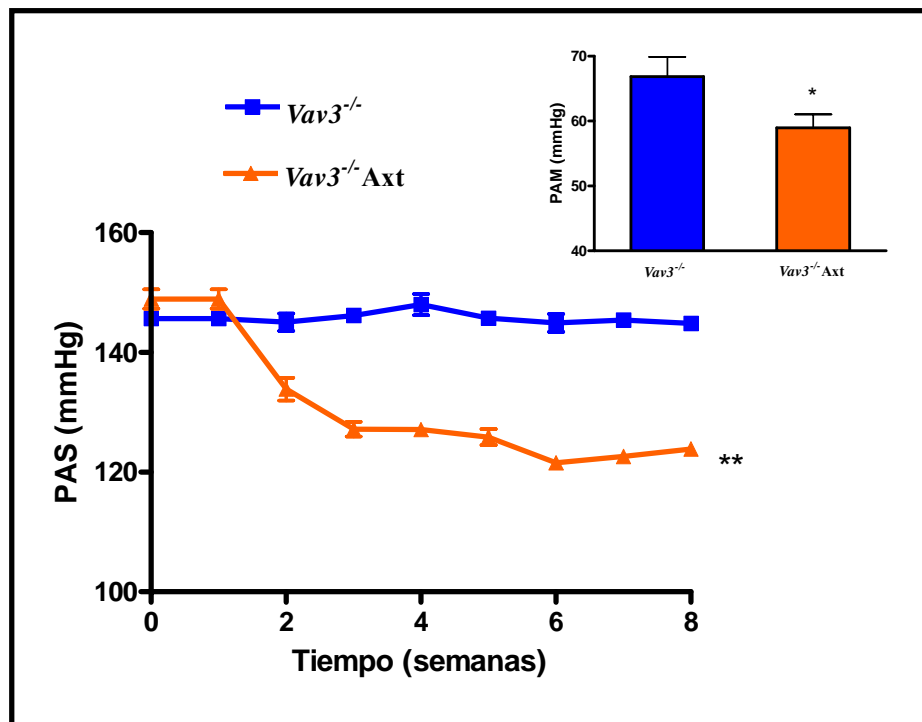 Vav3-/-
Vav3-/- Axt
70
60
50
40
PAM (mmHg)
*
Vav3-/-
Vav3-/- Axt
160
140
120
100
PAS (mmHg)
**
0
2
4
6
8
Tiempo (semanas)